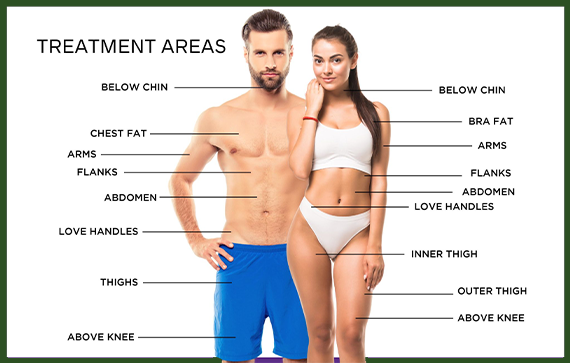 TREATMENT AREAS
BELOW CHIN
CHEST FAT
ARMS
FLANKS
ABDOMEN
LOVE HANDLES
THIGHS
ABOVE KNEE
BELOW CHIN
BRA FAT
ARMS
FLANKS
ABDOMEN
LOVE HANDLES
INNER THIGH
OUTER THIGH
ABOVE KNEE